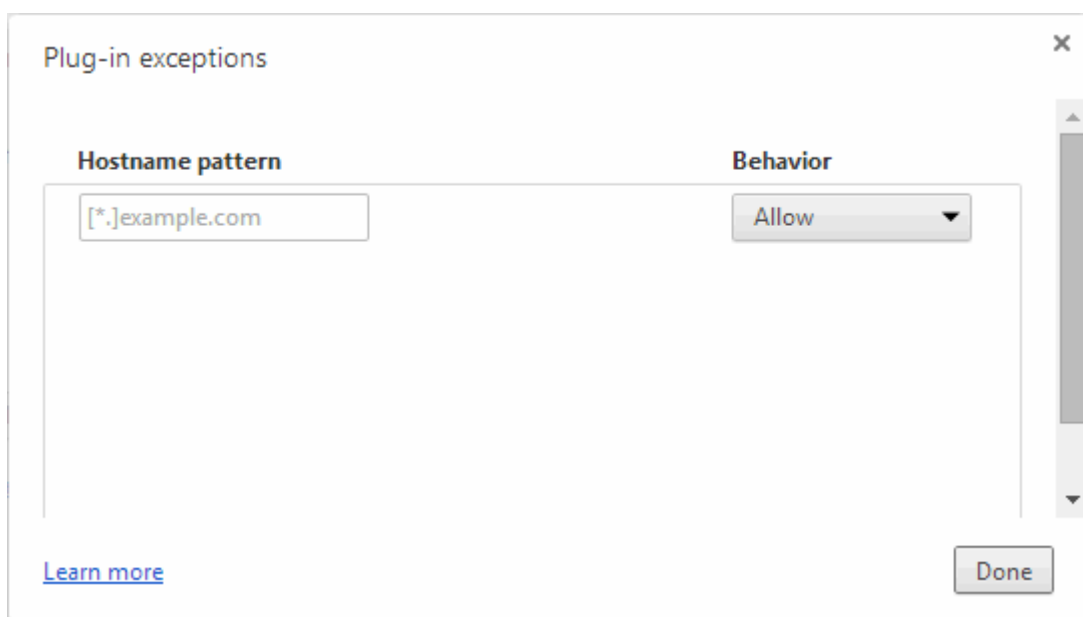 Plug-in exceptions
Hostname pattern Behavior
[*.]example.com Allow
Learn more Done